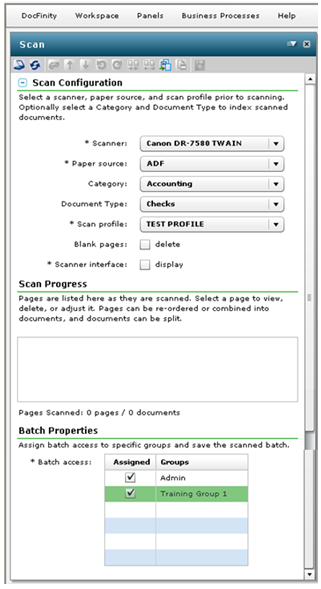 DocFinity Workspace Panels Business Processes Help
Scan
Scan Configuration
Select a scanner, paper source, and scan profile prior to scanning.
Optionally select a Category and Document Type to index scanned
documents.
* Scanner: Canon DR-7580 TWAIN
* Paper source: ADF
Category: Accounting
Document Type: Checks
* Scan profile: TEST PROFILE
Blank pages: delete
* Scanner interface: display
Scan Progress
Pages are listed here as they are scanned. Select a page to view,
delete, or adjust it. Pages can be re-ordered or combined into
documents, and documents can be split.
Pages Scanned: 0 pages / 0 documents
Batch Properties
Assign batch access to specific groups and save the scanned batch.
* Batch access: Assigned Groups
Admin
Training Group 1